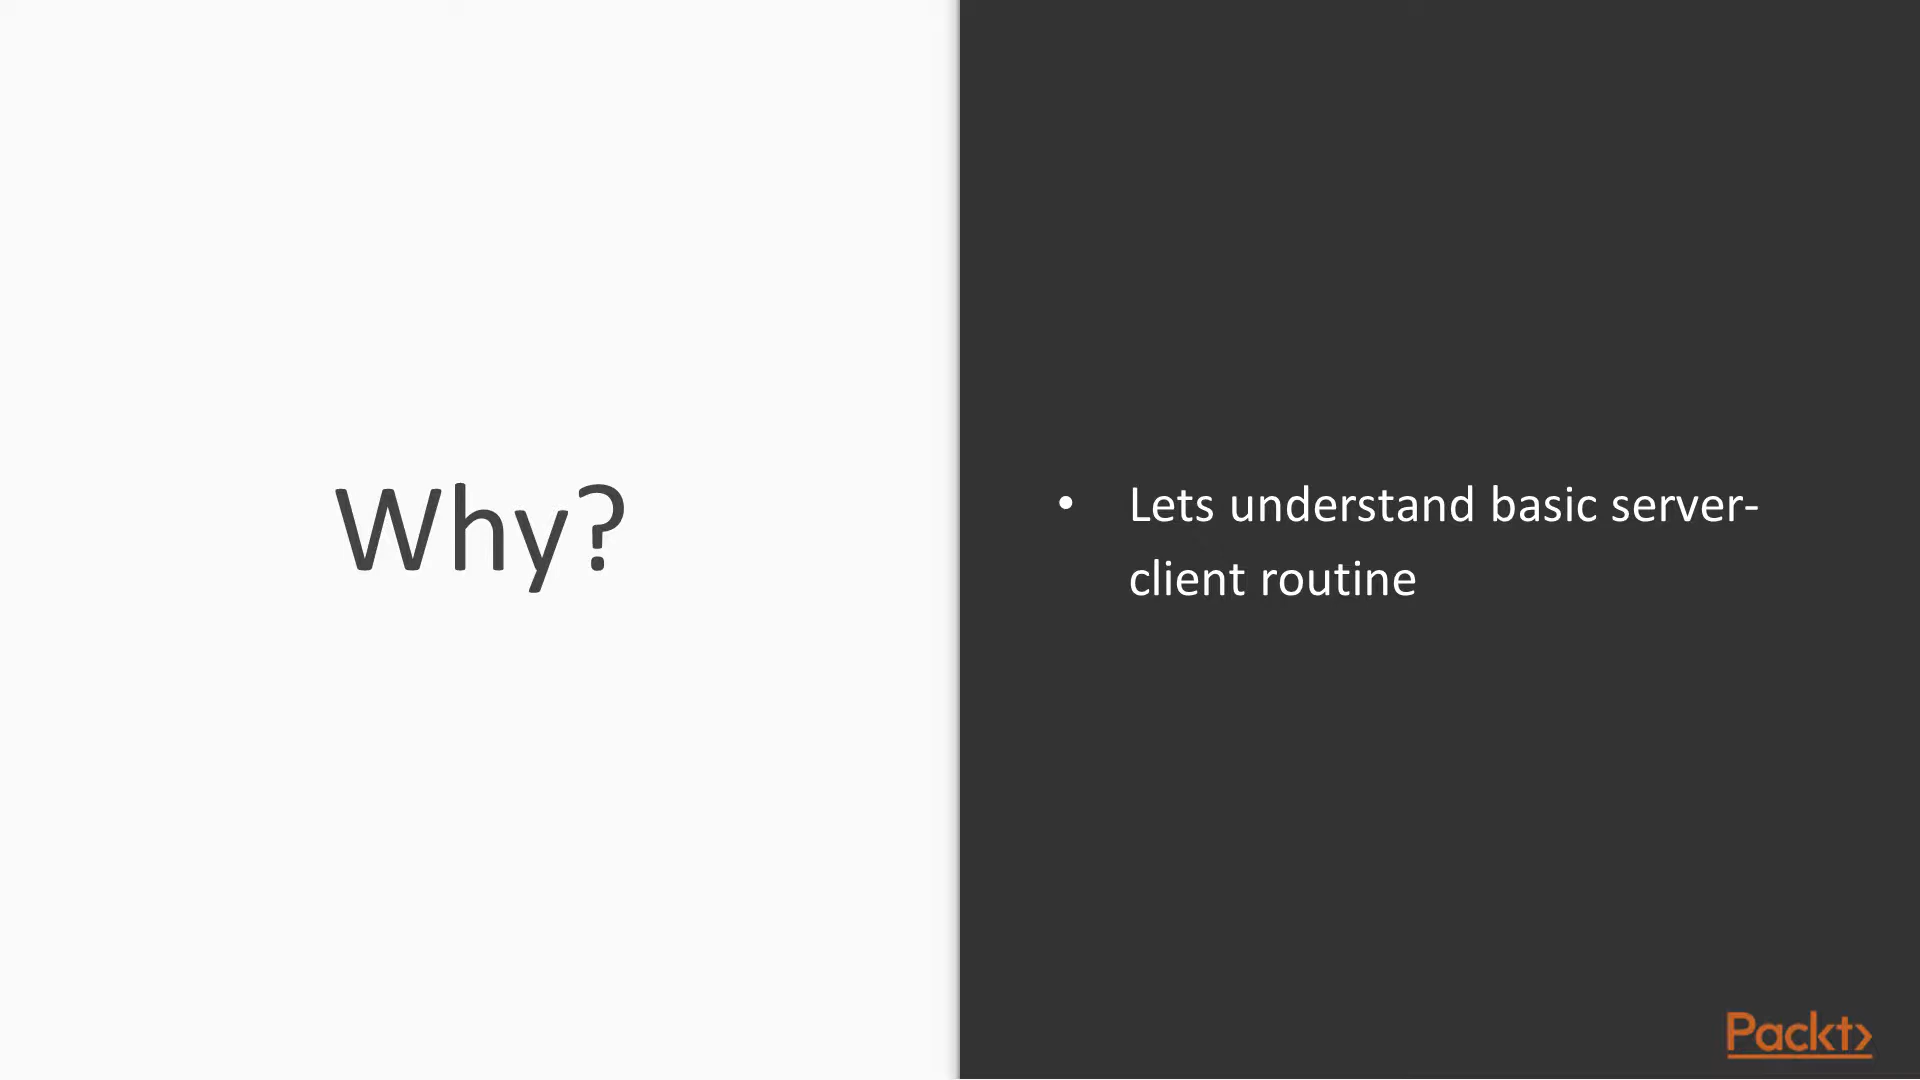 Why?
• Lets understand basic server-
client routine
Packt>